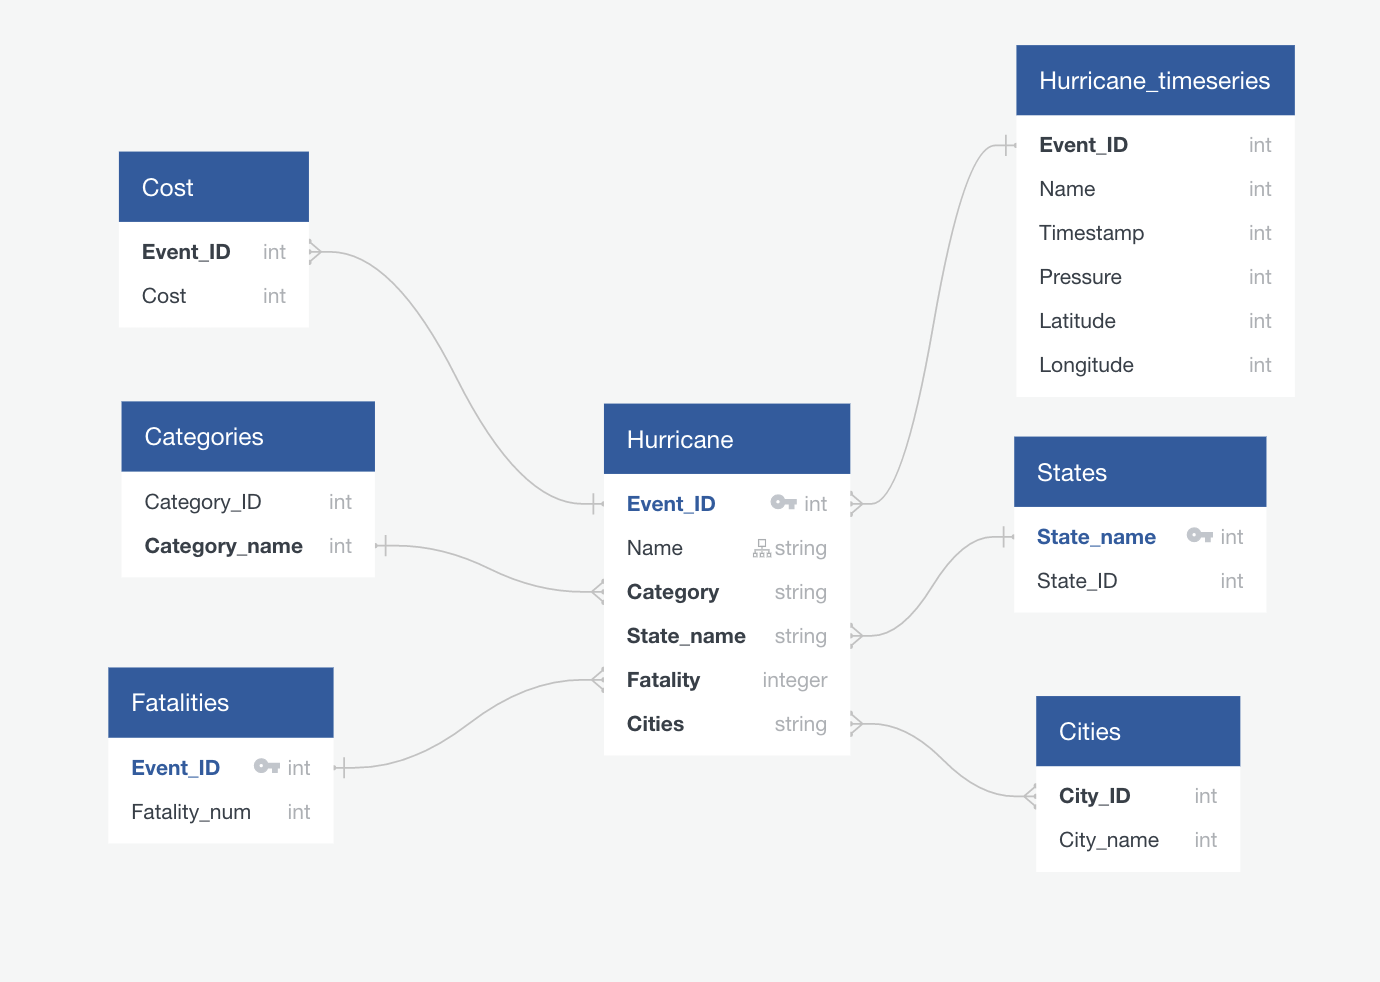 Cost
Event_ID int
Cost int
Categories
Category_ID int
Category_name int
Fatalities
Event_ID int
Fatality_num int
Hurricane
Event_ID int
Name string
Category string
State_name string
Fatality integer
Cities string
Hurricane_timeseries
Event_ID int
Name int
Timestamp int
Pressure int
Latitude int
Longitude int
States
State_name int
State_ID int
Cities
City_ID int
City_name int